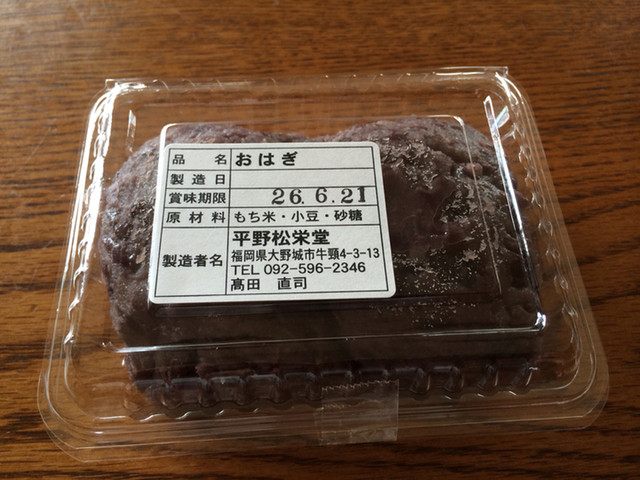 品 名 おはぎ
製造日
賞味期限 26.6.21
原材料 もち米・小豆・砂糖
製造者名 平野松栄堂
福岡県大野城市牛頸4-3-13
TEL 092-596-2346
髙田 直司